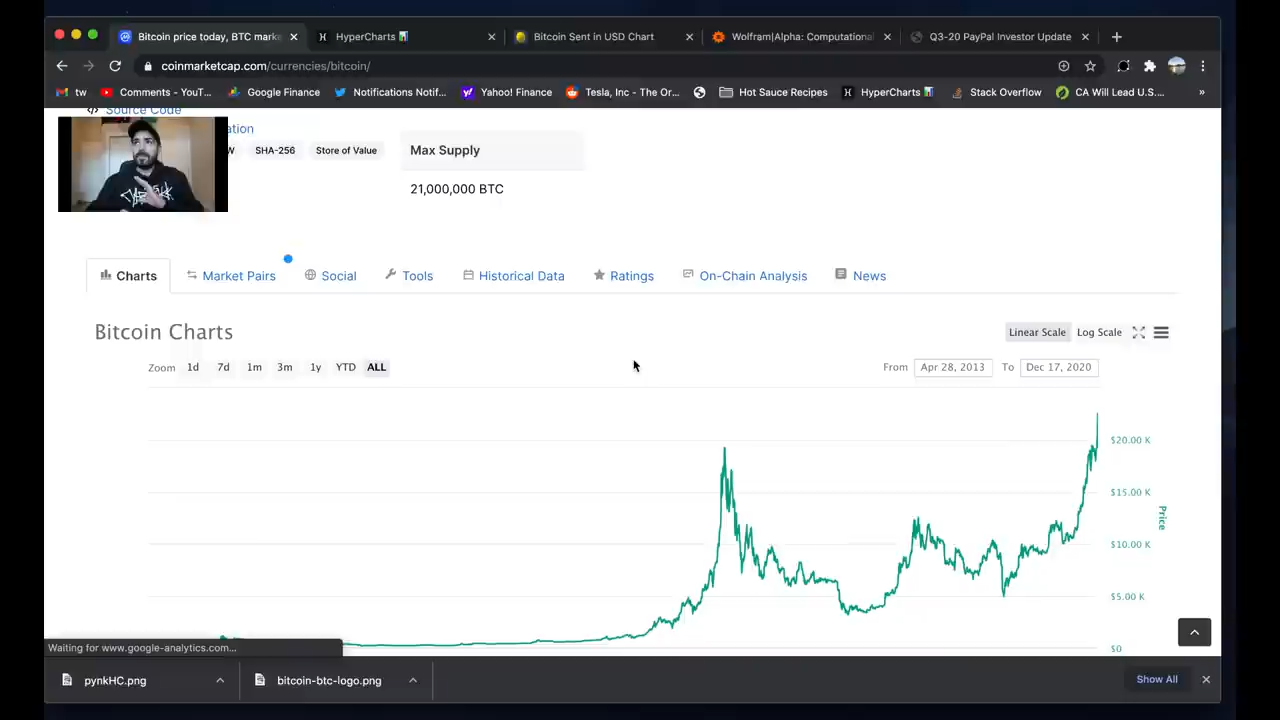 Bitcoin price today, BTC mark
HyperCharts
Bitcoin Sent in USD Chart
Wolfram|Alpha: Computational
Q3-20 PayPal Investor Update
coinmarketcap.com/currencies/bitcoin/
tw
Comments - YouT...
Google Finance
Notifications Notif...
Yahoo! Finance
Tesla, Inc - The Or...
Hot Sauce Recipes
HyperCharts
Stack Overflow
CA Will Lead U.S...
»
Source Code
ation
W
SHA-256
Store of Value
Max Supply
21,000,000 BTC
Charts
Market Pairs
Social
Tools
Historical Data
Ratings
On-Chain Analysis
News
Bitcoin Charts
Linear Scale
Log Scale
Zoom 1d 7d 1m 3m 1y YTD ALL
From Apr 28, 2013 To Dec 17, 2020
$20.00 K
$15.00 K
Price
$10.00 K
$5.00 K
$0
Waiting for www.google-analytics.com...
pynkHC.png
bitcoin-btc-logo.png
Show All